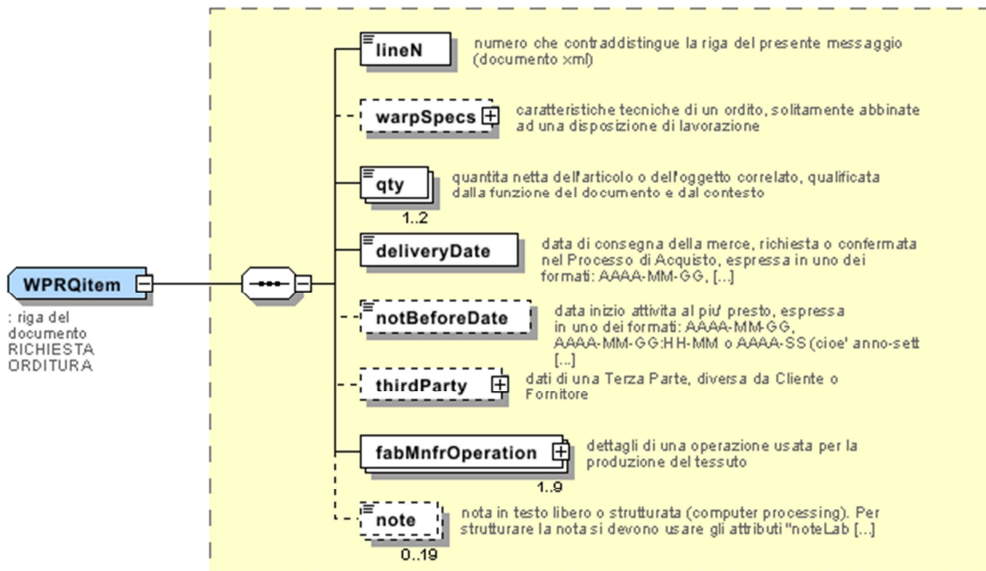 lineN
numero che contraddistingue la riga del presente messaggio
(documento xml)
warpSpecs
caratteristiche tecniche di un ordito, solitamente abbinate
ad una disposizione di lavorazione
qty
quantita netta dell'articolo o dell'oggetto correlato, qualificata
dalla funzione del documento e dal contesto
1..2
deliveryDate
data di consegna della merce, richiesta o confermata
nel Processo di Acquisto, espressa in uno dei
formati: AAAA-MM-GG, [...]
WPRQitem
: riga del
documento
RICHIESTA
ORDITURA
notBeforeDate
data inizio attivita al piu' presto, espressa
in uno dei formati: AAAA-MM-GG,
AAAA-MM-GG:HH-MM o AAAA-SS (cioe' anno-sett
[...]
thirdParty
dati di una Terza Parte, diversa da Cliente o
Fornitore
fabMnfrOperation
dettagli di una operazione usata per la
produzione del tessuto
1..9
note
nota in testo libero o strutturata (computer processing). Per
strutturare la nota si devono usare gli attributi "noteLab [...]
0..19